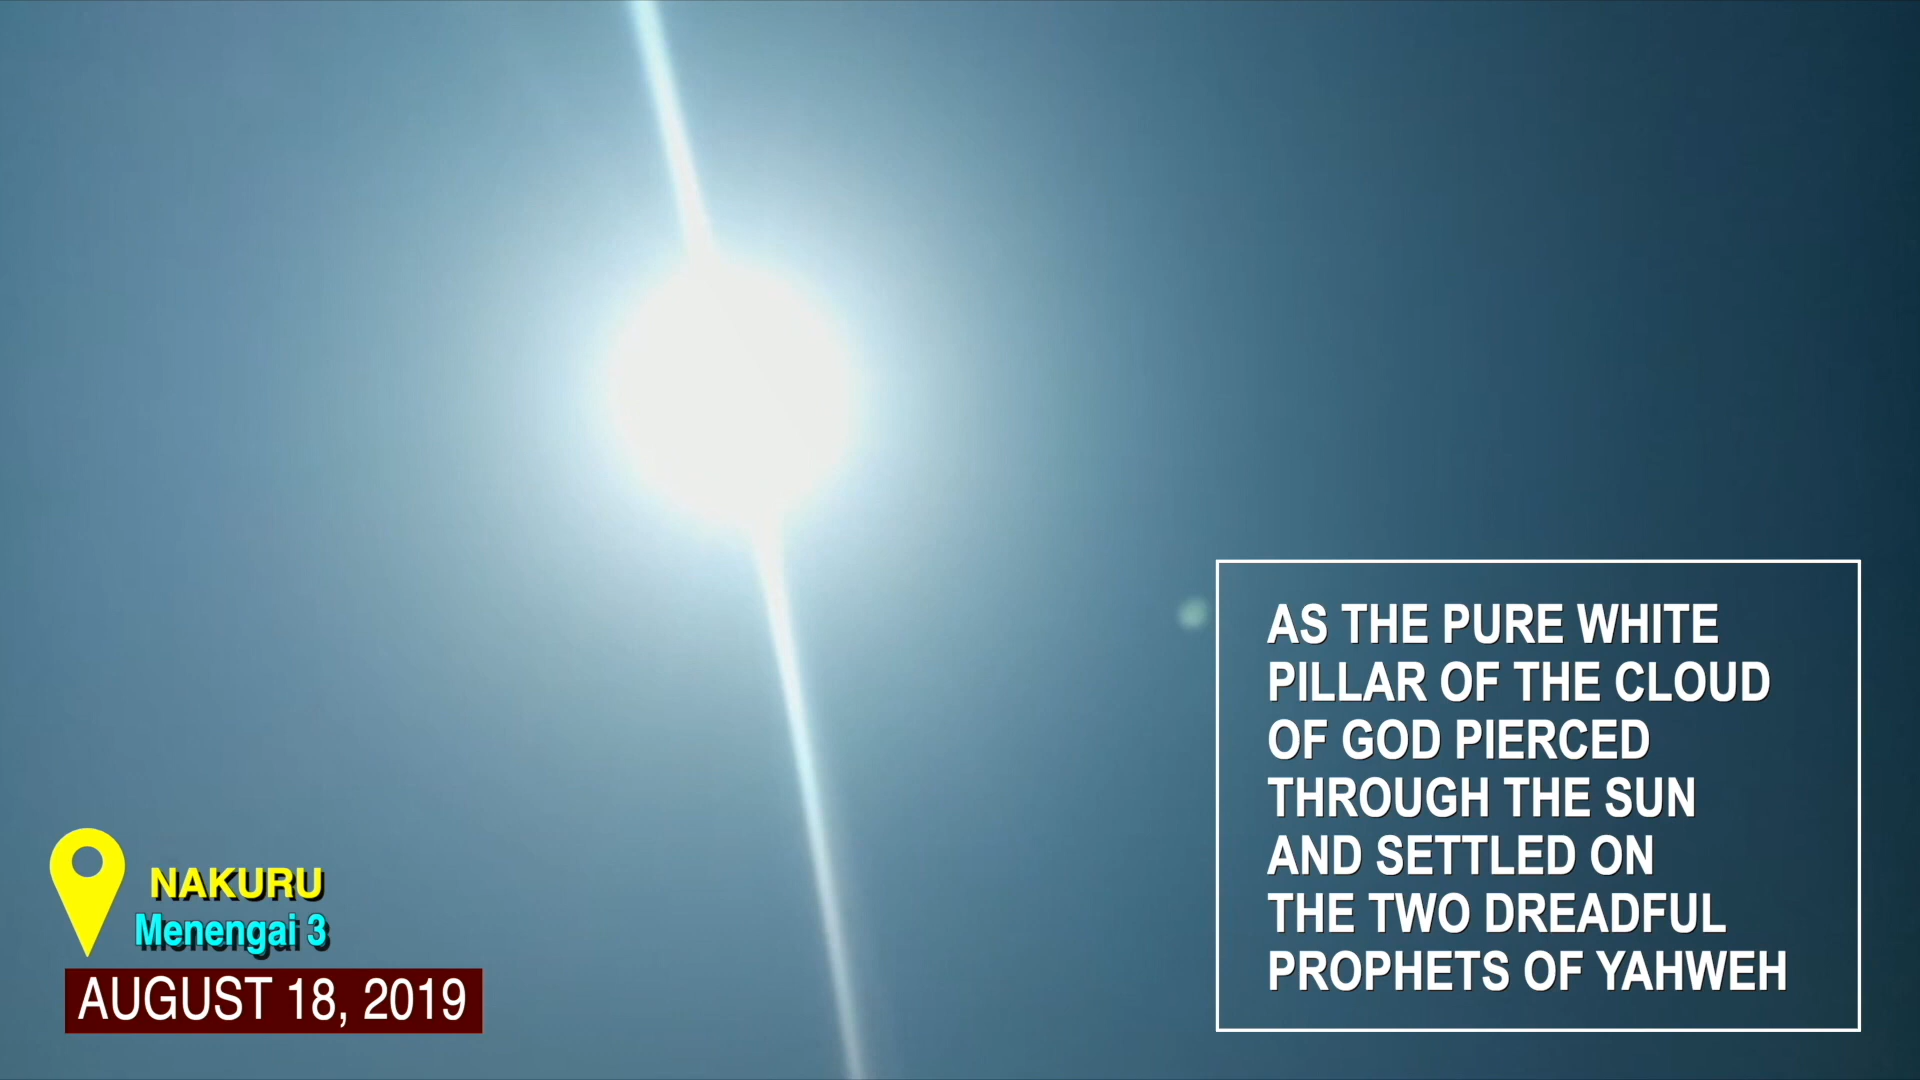 AS THE PURE WHITE
PILLAR OF THE CLOUD
OF GOD PIERCED
THROUGH THE SUN
AND SETTLED ON
THE TWO DREADFUL
PROPHETS OF YAHWEH
NAKURU
Menengai 3
AUGUST 18, 2019